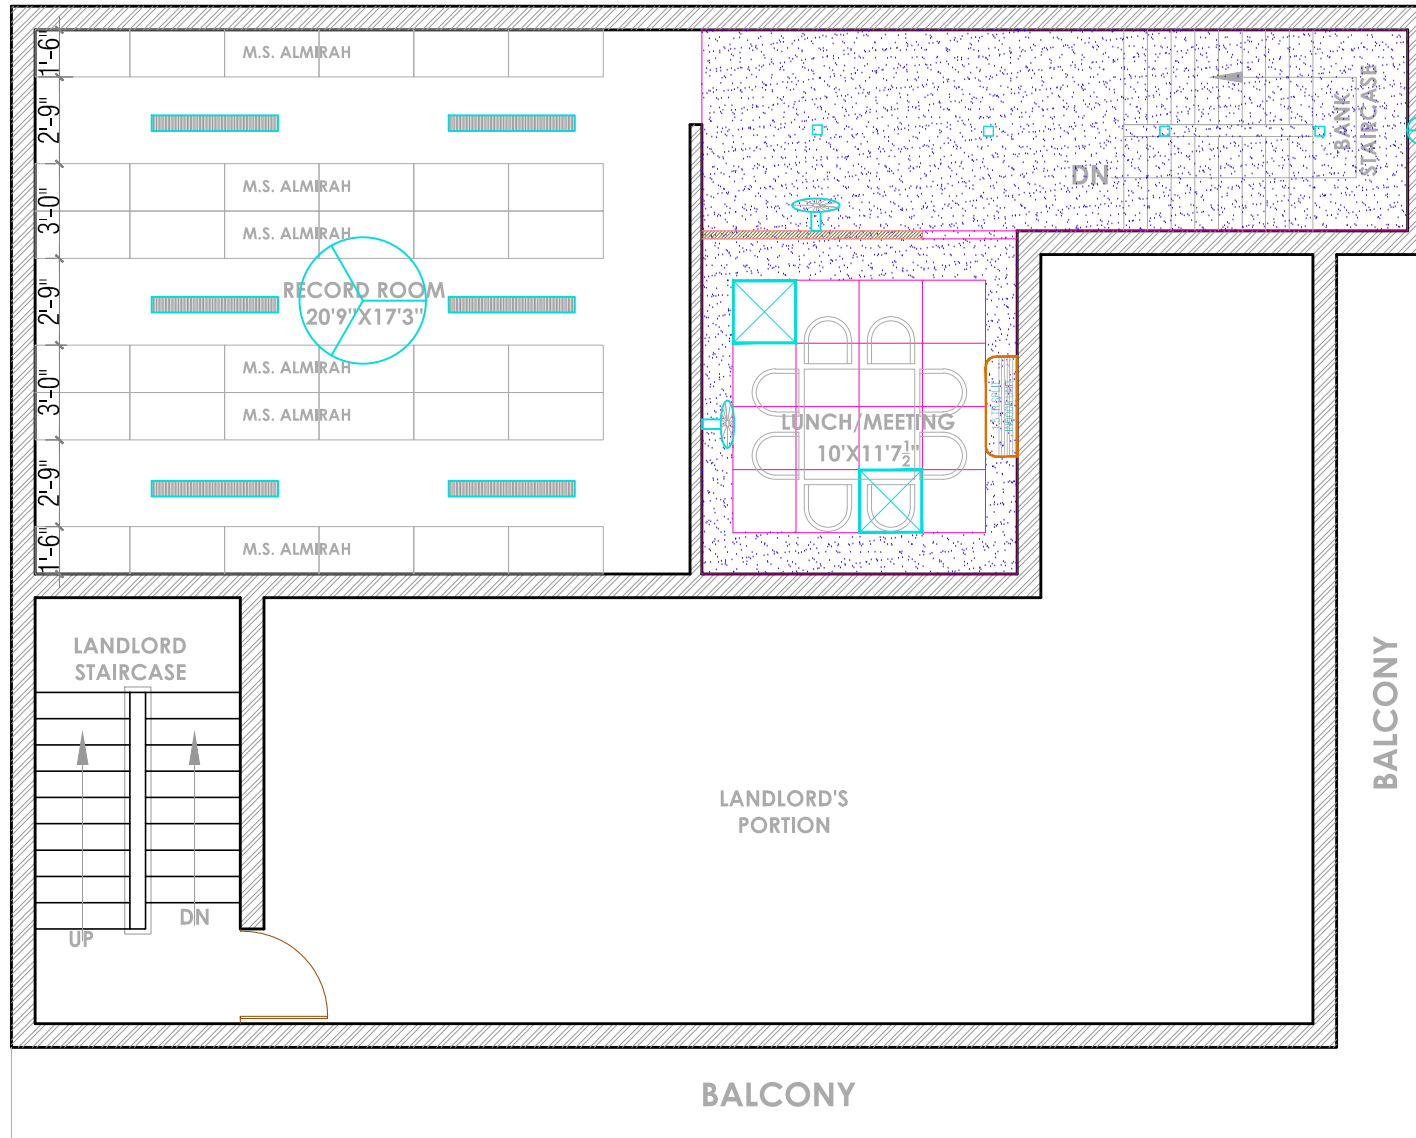 1'-6"
M.S. ALMIRAH
2'-9"
M.S. ALMIRAH
3'-0"
M.S. ALMIRAH
2'-9"
RECORD ROOM
20'9"X17'3"
M.S. ALMIRAH
3'-0"
M.S. ALMIRAH
2'-9"
1'-6"
M.S. ALMIRAH
BANK
STAIRCASE
DN
LUNCH/MEETING
10'X11'7½"
LANDLORD
STAIRCASE
UP
DN
LANDLORD'S
PORTION
BALCONY
BALCONY